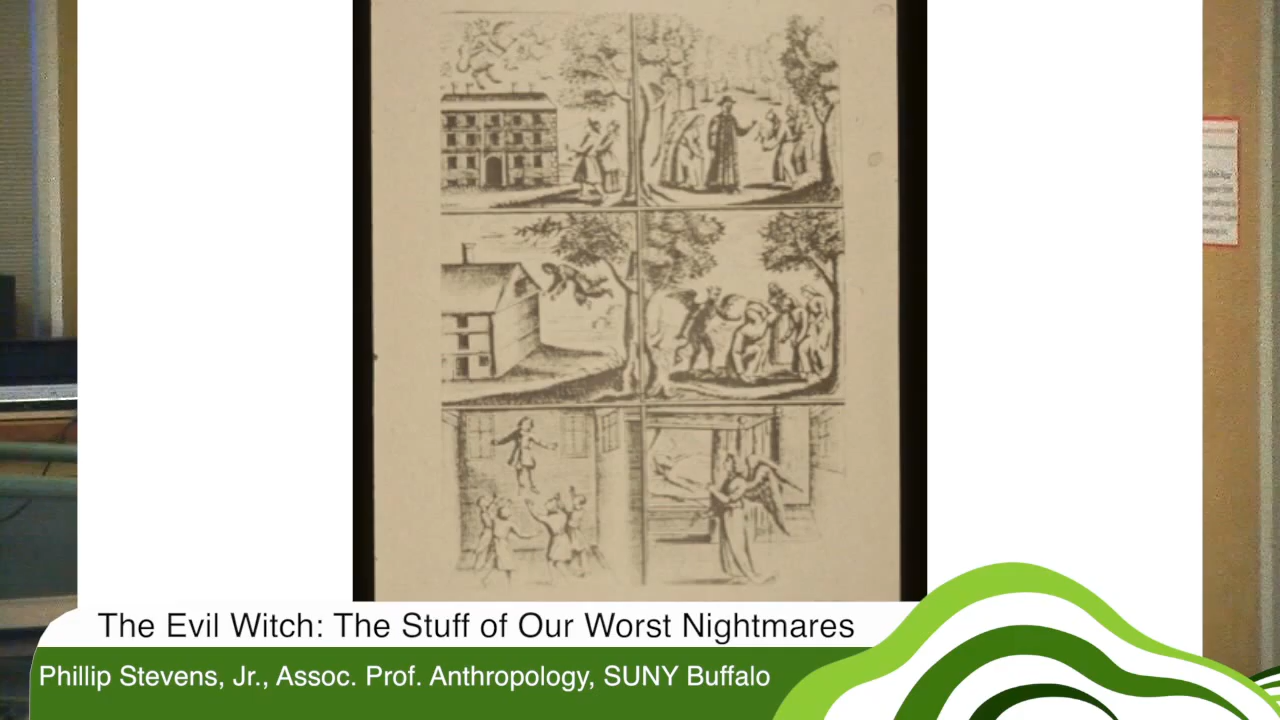 The Evil Witch: The Stuff of Our Worst Nightmares
Phillip Stevens, Jr., Assoc. Prof. Anthropology, SUNY Buffalo